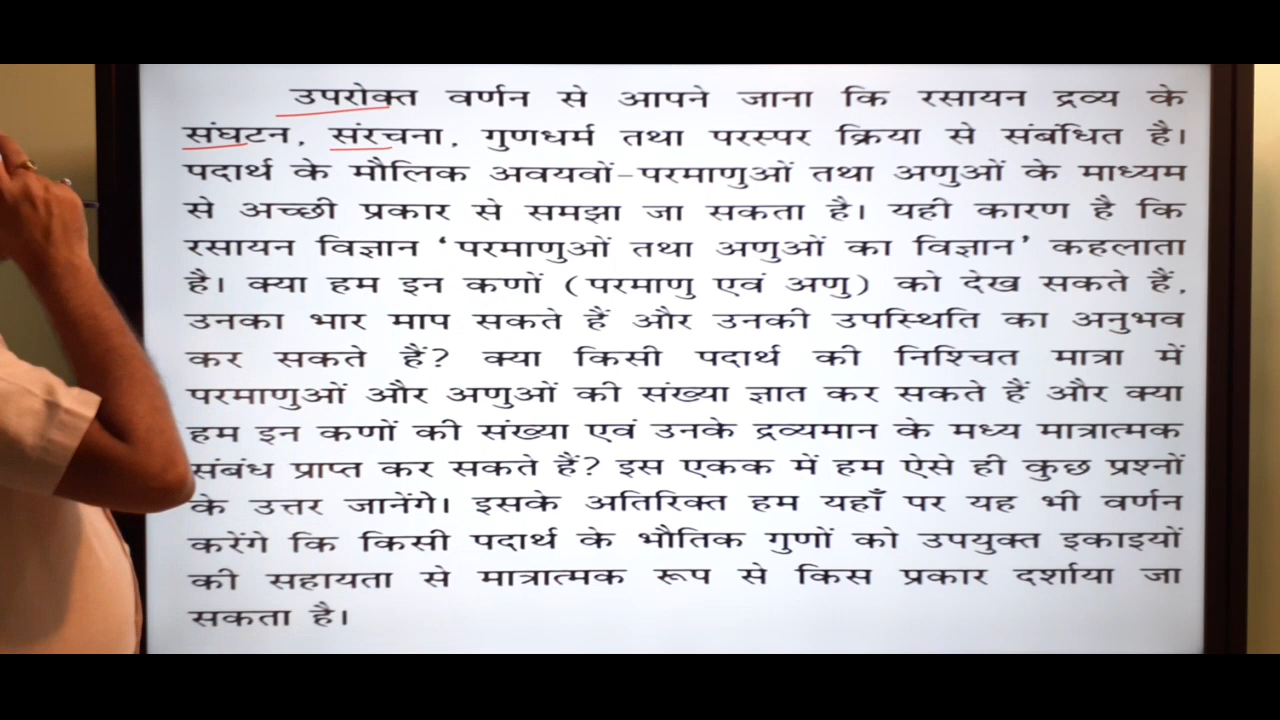 उपरोक्त वर्णन से आपने जाना कि रसायन द्रव्य के
संघटन, संरचना, गुणधर्म तथा परस्पर क्रिया से संबंधित है।
पदार्थ के मौलिक अवयवों-परमाणुओं तथा अणुओं के माध्यम
से अच्छी प्रकार से समझा जा सकता है। यही कारण है कि
रसायन विज्ञान ‘परमाणुओं तथा अणुओं का विज्ञान’ कहलाता
है। क्या हम इन कणों (परमाणु एवं अणु) को देख सकते हैं,
उनका भार माप सकते हैं और उनकी उपस्थिति का अनुभव
कर सकते हैं? क्या किसी पदार्थ की निश्चित मात्रा में
परमाणुओं और अणुओं की संख्या ज्ञात कर सकते हैं और क्या
हम इन कणों की संख्या एवं उनके द्रव्यमान के मध्य मात्रात्मक
संबंध प्राप्त कर सकते हैं? इस एकक में हम ऐसे ही कुछ प्रश्नों
के उत्तर जानेंगे। इसके अतिरिक्त हम यहाँ पर यह भी वर्णन
करेंगे कि किसी पदार्थ के भौतिक गुणों को उपयुक्त इकाइयों
की सहायता से मात्रात्मक रूप से किस प्रकार दर्शाया जा
सकता है।